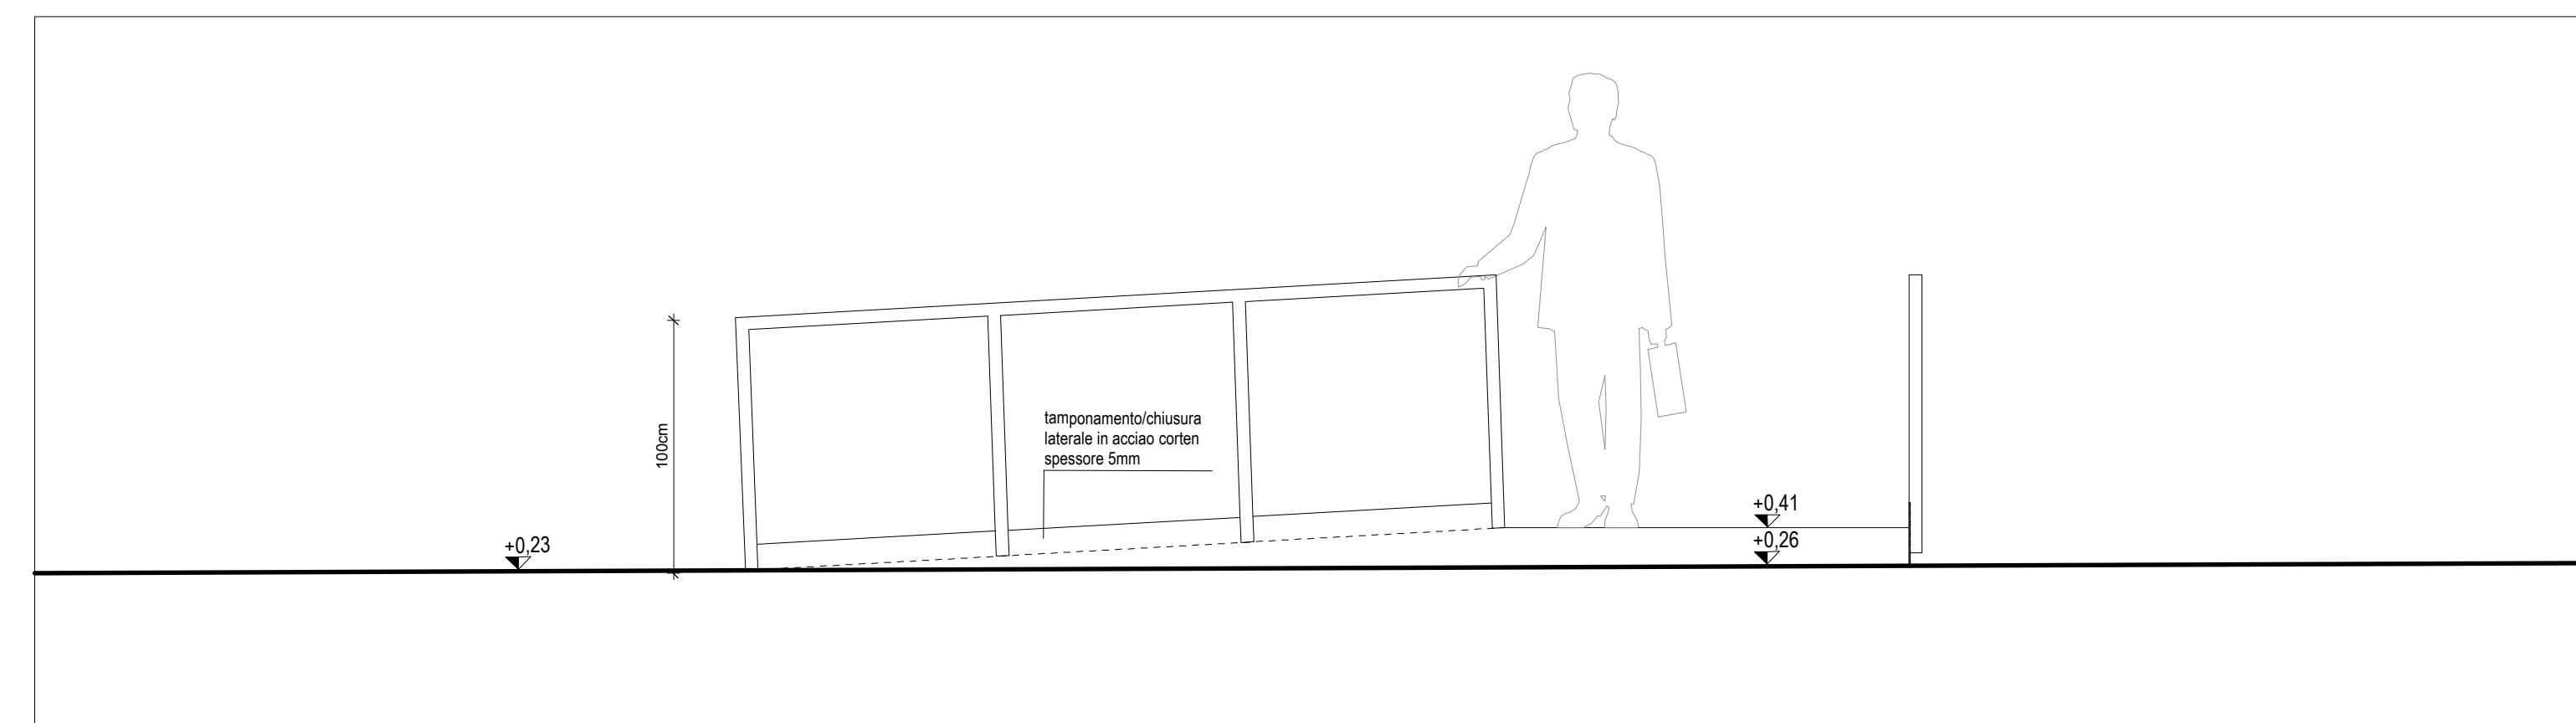 tamponamento/chiusura
laterale in acciao corten
spessore 5mm
100cm
+0,23
+0,41
+0,26